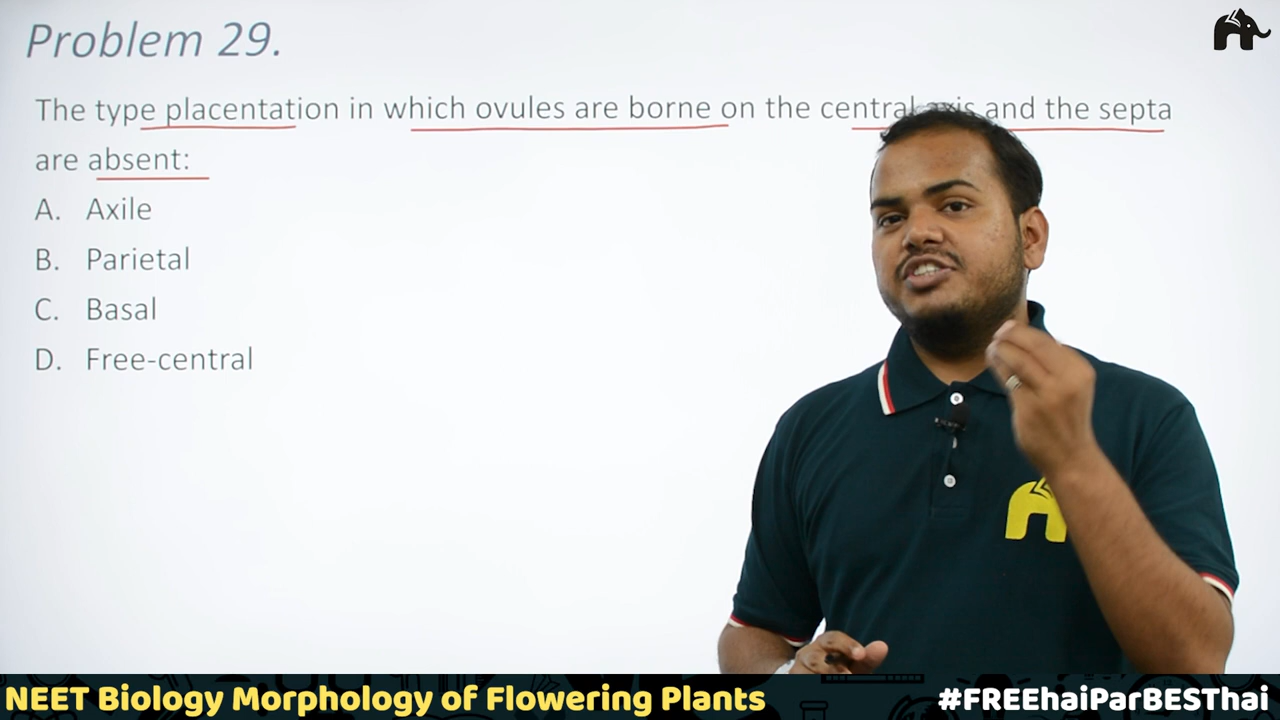 Problem 29.
The type placentation in which ovules are borne on the central axis and the septa
are absent:
A. Axile
B. Parietal
C. Basal
D. Free-central
NEET Biology Morphology of Flowering Plants
#FREEhaiParBESThai